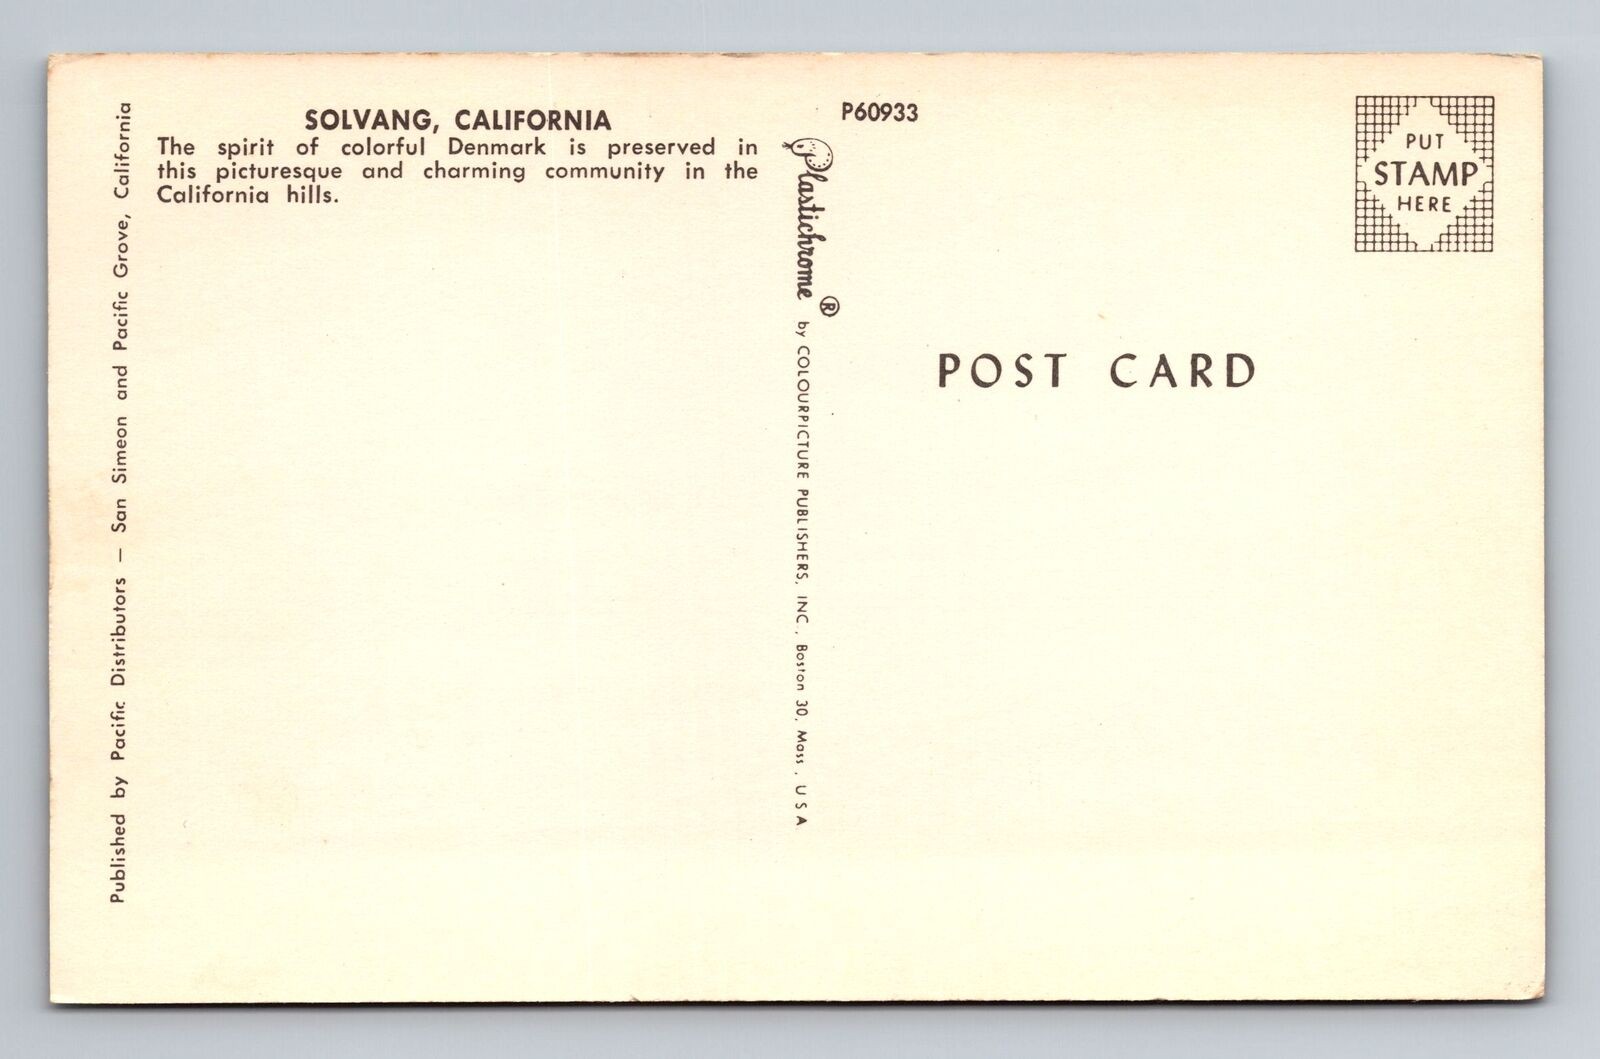 SOLVANG, CALIFORNIA
The spirit of colorful Denmark is preserved in
this picturesque and charming community in the
California hills.
Published by Pacific Distributors — San Simeon and Pacific Grove, California
P60933
Plastichrome ® by COLOURPICTURE PUBLISHERS, INC., Boston 30, Mass., U S A
PUT
STAMP
HERE
POST CARD